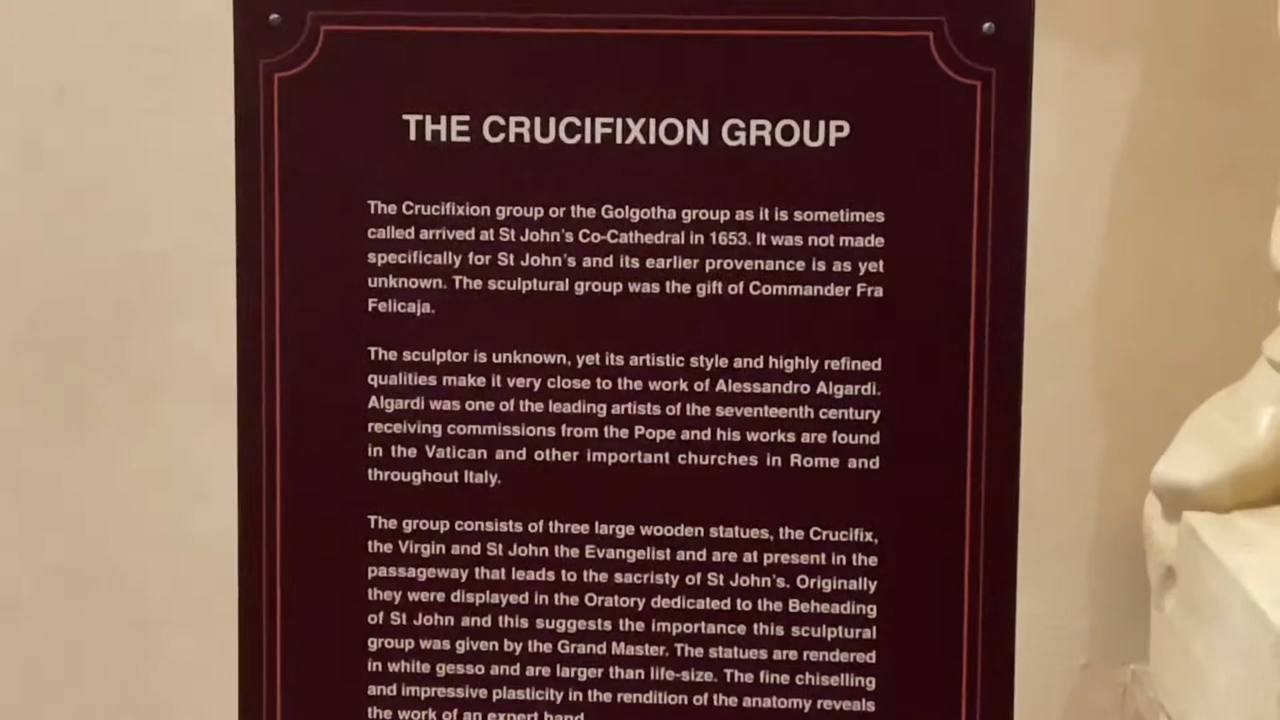 THE CRUCIFIXION GROUP
The Crucifixion group or the Golgotha group as it is sometimes
called arrived at St John's Co-Cathedral in 1653. It was not made
specifically for St John's and its earlier provenance is as yet
unknown. The sculptural group was the gift of Commander Fra
Felicaja.
The sculptor is unknown, yet its artistic style and highly refined
qualities make it very close to the work of Alessandro Algardi.
Algardi was one of the leading artists of the seventeenth century
receiving commissions from the Pope and his works are found
in the Vatican and other important churches in Rome and
throughout Italy.
The group consists of three large wooden statues, the Crucifix,
the Virgin and St John the Evangelist and are at present in the
passageway that leads to the sacristy of St John's. Originally
they were displayed in the Oratory dedicated to the Beheading
of St John and this suggests the importance this sculptural
group was given by the Grand Master. The statues are rendered
in white gesso and are larger than life-size. The fine chiselling
and impressive plasticity in the rendition of the anatomy reveals
the work of an expert hand